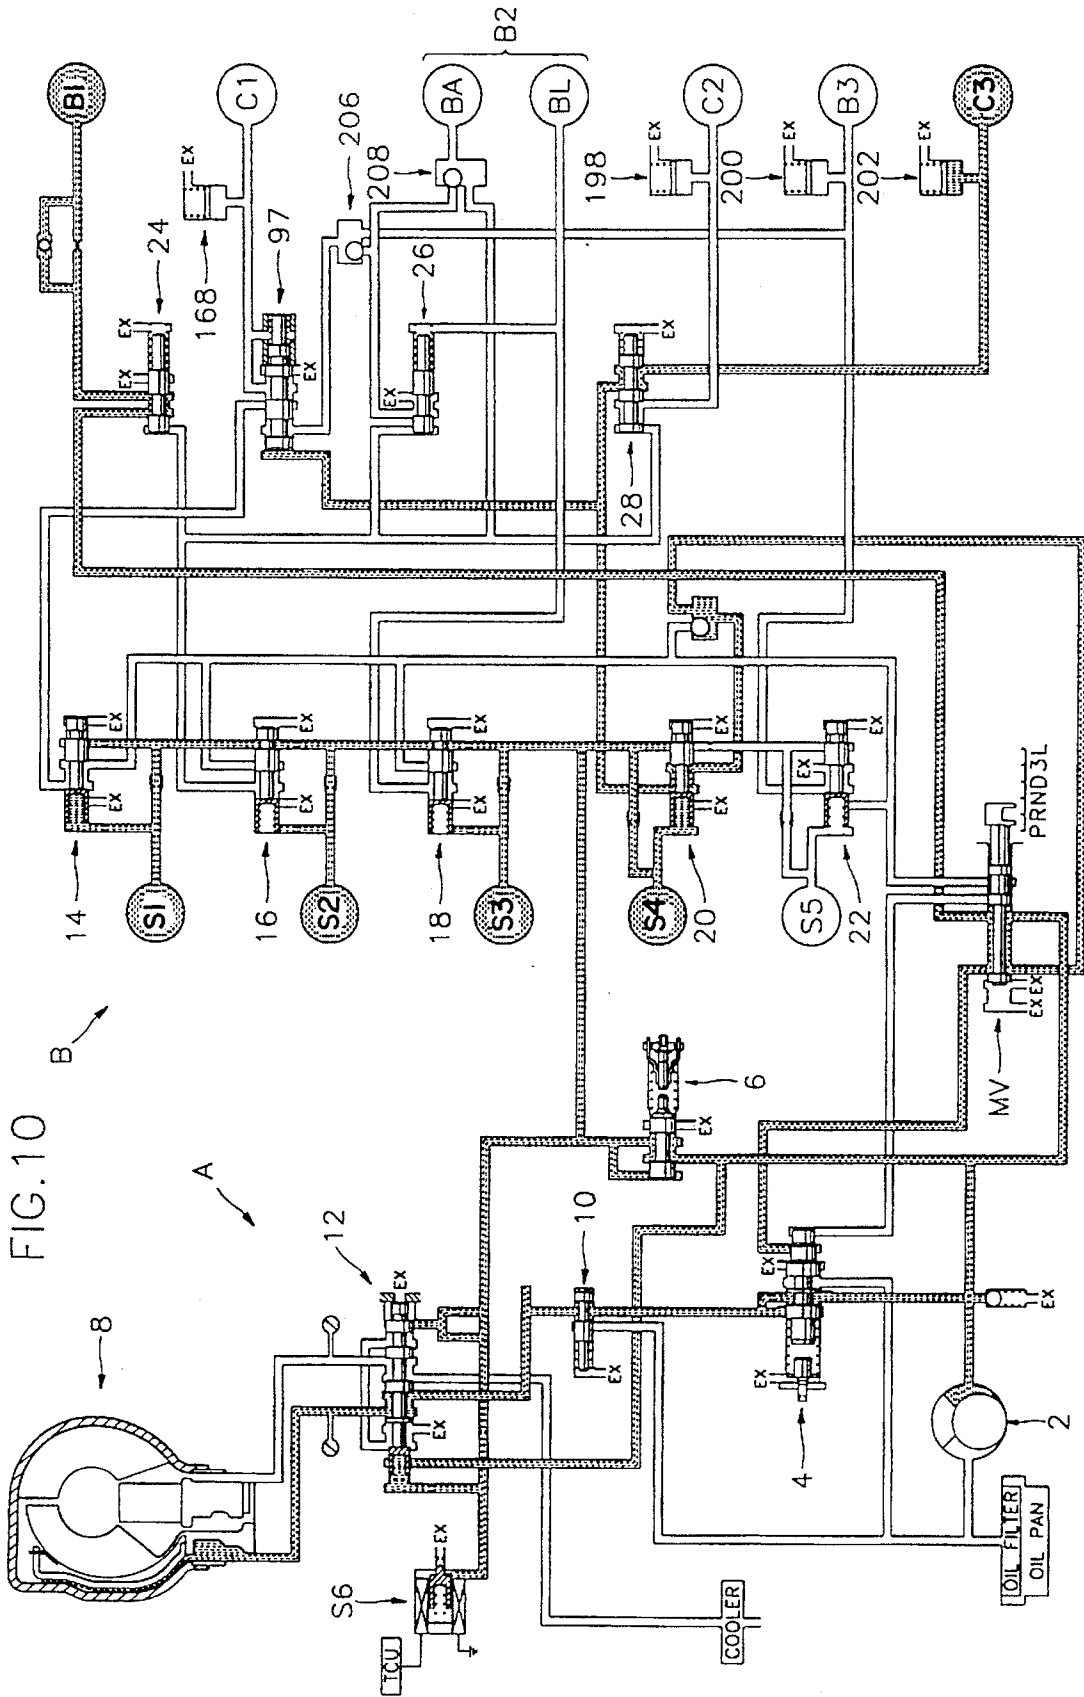 FIG. 10
A
B
8
12
S6
TCU
EX
EX
EX
COOLER
10
EX
4
EX
EX
EX
2
OIL FILTER
OIL PAN
6
EX
MV
EX
EX
EX
PRND3L
14
S1
EX
EX
16
S2
EX
EX
18
S3
EX
EX
20
S4
EX
EX
22
S5
EX
EX
24
EX
EX
168
EX
97
EX
206
208
26
EX
28
EX
198
EX
200
EX
202
EX
B1
C1
BA
BL
B2
C2
B3
C3